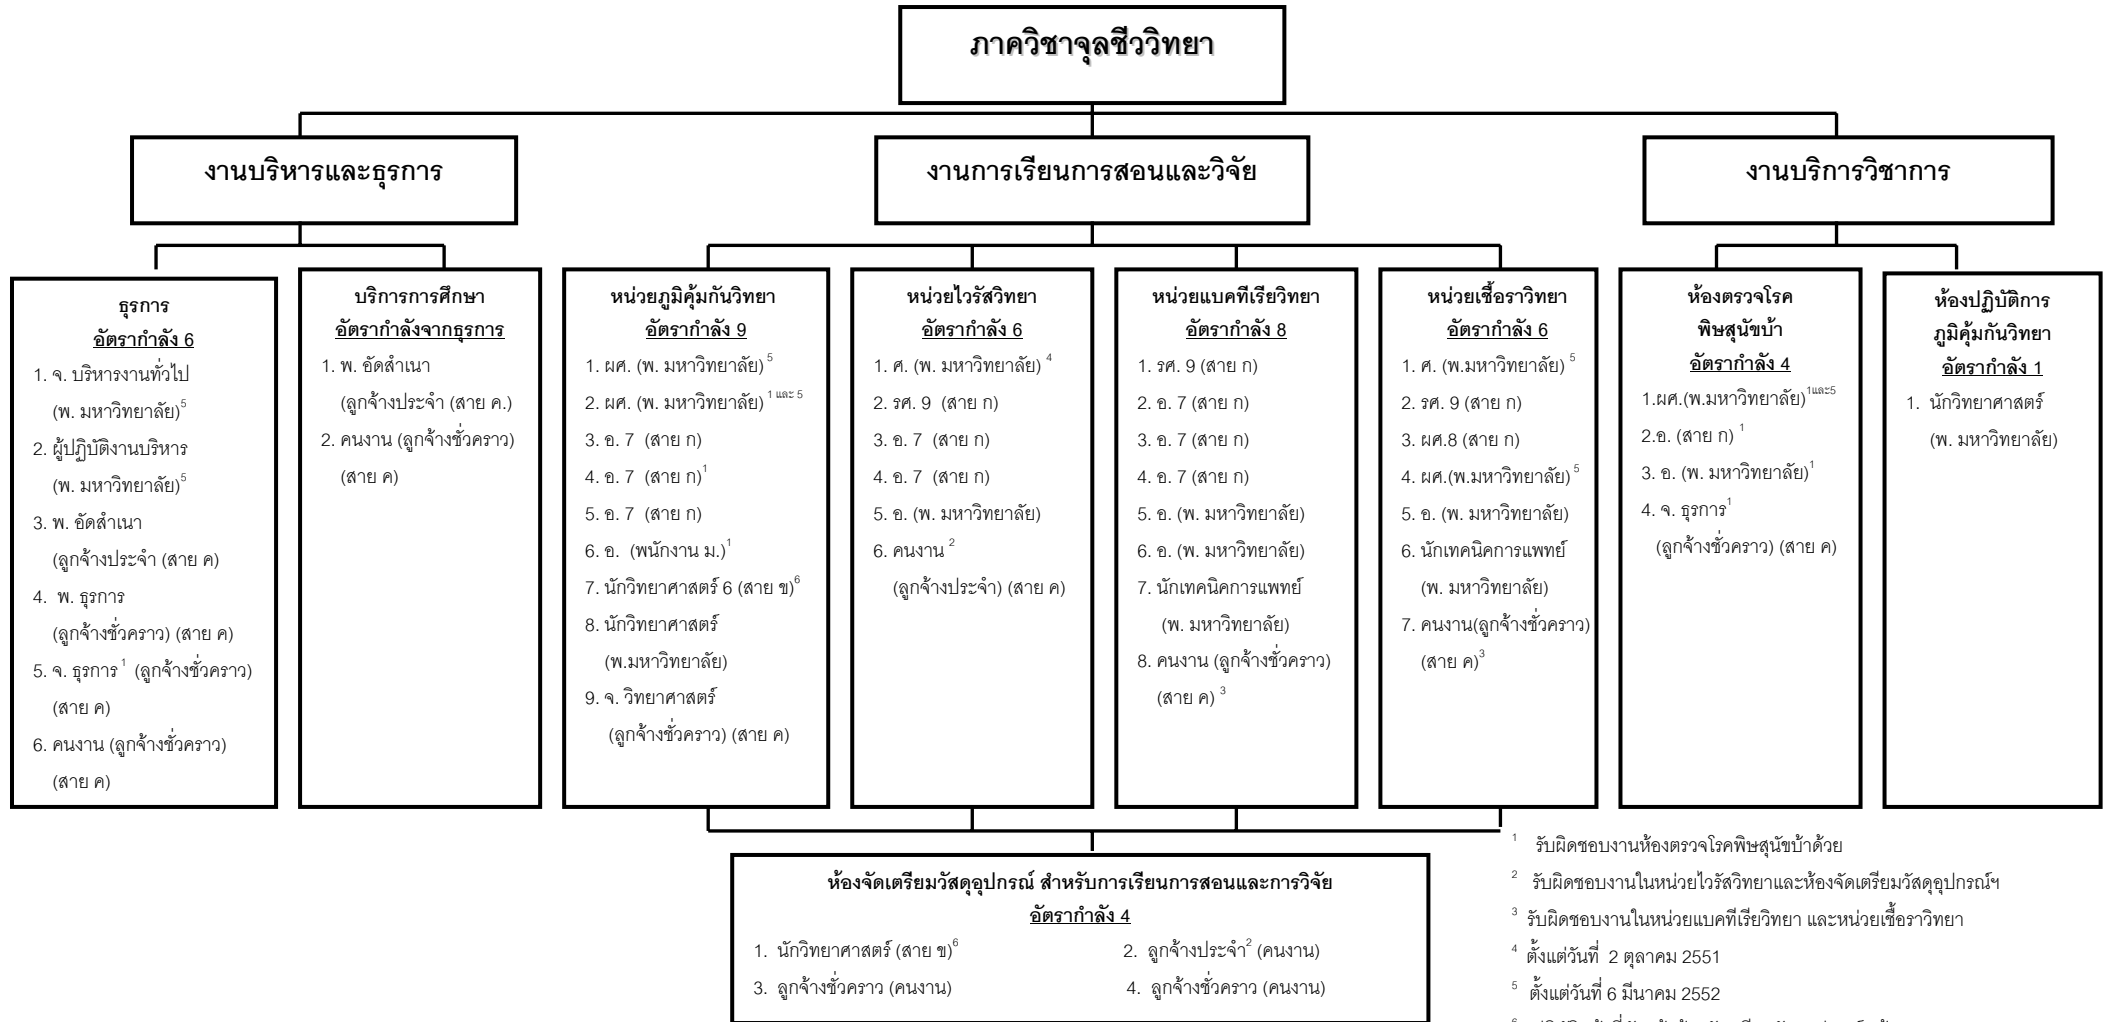 ภาควิชาจุลชีววิทยา
งานบริหารและธุรการ
งานการเรียนการสอนและวิจัย
งานบริการวิชาการ
ธุรการ
อัตรากำลัง 6
1. จ. บริหารงานทั่วไป
(พ. มหาวิทยาลัย)⁵
2. ผู้ปฏิบัติงานบริหาร
(พ. มหาวิทยาลัย)⁵
3. พ. อัดสำเนา
(ลูกจ้างประจำ (สาย ค)
4. พ. ธุรการ
(ลูกจ้างชั่วคราว) (สาย ค)
5. จ. ธุรการ¹ (ลูกจ้างชั่วคราว)
(สาย ค)
6. คนงาน (ลูกจ้างชั่วคราว)
(สาย ค)
บริการการศึกษา
อัตรากำลังจากธุรการ
1. พ. อัดสำเนา
(ลูกจ้างประจำ (สาย ค.)
2. คนงาน (ลูกจ้างชั่วคราว)
(สาย ค)
หน่วยภูมิคุ้มกันวิทยา
อัตรากำลัง 9
1. ผศ. (พ. มหาวิทยาลัย) ⁵
2. ผศ. (พ. มหาวิทยาลัย) ¹ และ ⁵
3. อ. 7 (สาย ก)
4. อ. 7 (สาย ก)¹
5. อ. 7 (สาย ก)
6. อ. (พนักงาน ม.)¹
7. นักวิทยาศาสตร์ 6 (สาย ข)⁶
8. นักวิทยาศาสตร์
(พ.มหาวิทยาลัย)
9. จ. วิทยาศาสตร์
(ลูกจ้างชั่วคราว) (สาย ค)
หน่วยไวรัสวิทยา
อัตรากำลัง 6
1. ศ. (พ. มหาวิทยาลัย) ⁴
2. รศ. 9 (สาย ก)
3. อ. 7 (สาย ก)
4. อ. 7 (สาย ก)
5. อ. (พ. มหาวิทยาลัย)
6. คนงาน ²
(ลูกจ้างประจำ) (สาย ค)
หน่วยแบคทีเรียวิทยา
อัตรากำลัง 8
1. รศ. 9 (สาย ก)
2. อ. 7 (สาย ก)
3. อ. 7 (สาย ก)
4. อ. 7 (สาย ก)
5. อ. (พ. มหาวิทยาลัย)
6. อ. (พ. มหาวิทยาลัย)
7. นักเทคนิคการแพทย์
(พ. มหาวิทยาลัย)
8. คนงาน (ลูกจ้างชั่วคราว)
(สาย ค) ³
หน่วยเชื้อราวิทยา
อัตรากำลัง 6
1. ศ. (พ.มหาวิทยาลัย) ⁵
2. รศ. 9 (สาย ก)
3. ผศ.8 (สาย ก)
4. ผศ.(พ.มหาวิทยาลัย) ⁵
5. อ. (พ. มหาวิทยาลัย)
6. นักเทคนิคการแพทย์
(พ. มหาวิทยาลัย)
7. คนงาน(ลูกจ้างชั่วคราว)
(สาย ค)³
ห้องตรวจโรค
พิษสุนัขบ้า
อัตรากำลัง 4
1.ผศ.(พ.มหาวิทยาลัย)¹และ⁵
2.อ. (สาย ก) ¹
3. อ. (พ. มหาวิทยาลัย)¹
4. จ. ธุรการ¹
(ลูกจ้างชั่วคราว) (สาย ค)
ห้องปฏิบัติการ
ภูมิคุ้มกันวิทยา
อัตรากำลัง 1
1. นักวิทยาศาสตร์
(พ. มหาวิทยาลัย)
ห้องจัดเตรียมวัสดุอุปกรณ์ สำหรับการเรียนการสอนและการวิจัย
อัตรากำลัง 4
1. นักวิทยาศาสตร์ (สาย ข)⁶ 2. ลูกจ้างประจำ² (คนงาน)
3. ลูกจ้างชั่วคราว (คนงาน) 4. ลูกจ้างชั่วคราว (คนงาน)
¹ รับผิดชอบงานห้องตรวจโรคพิษสุนัขบ้าด้วย
² รับผิดชอบงานในหน่วยไวรัสวิทยาและห้องจัดเตรียมวัสดุอุปกรณ์ฯ
³ รับผิดชอบงานในหน่วยแบคทีเรียวิทยา และหน่วยเชื้อราวิทยา
⁴ ตั้งแต่วันที่ 2 ตุลาคม 2551
⁵ ตั้งแต่วันที่ 6 มีนาคม 2552